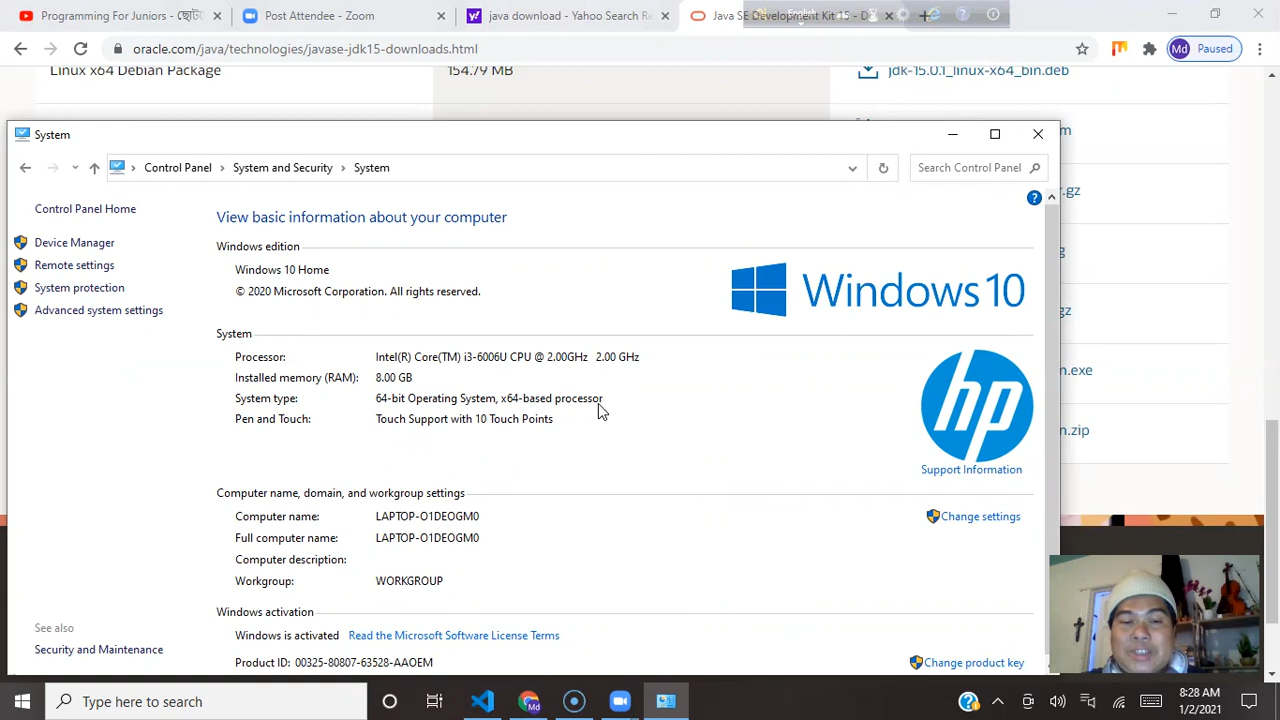 Programming For Juniors -
Post Attendee - Zoom
java download - Yahoo Search Re
Java SE Development Kit 15 - D
English
oracle.com/java/technologies/javase-jdk15-downloads.html
Md Paused
Linux x64 Debian Package
154.79 MB
jdk-15.0.1_linux-x64_bin.deb
System
Control Panel > System and Security > System
Search Control Panel
Control Panel Home
Device Manager
Remote settings
System protection
Advanced system settings
View basic information about your computer
Windows edition
Windows 10 Home
© 2020 Microsoft Corporation. All rights reserved.
Windows 10
System
Processor: Intel(R) Core(TM) i3-6006U CPU @ 2.00GHz 2.00 GHz
Installed memory (RAM): 8.00 GB
System type: 64-bit Operating System, x64-based processor
Pen and Touch: Touch Support with 10 Touch Points
hp
Support Information
Computer name, domain, and workgroup settings
Computer name: LAPTOP-O1DEOGM0
Change settings
Full computer name: LAPTOP-O1DEOGM0
Computer description:
Workgroup: WORKGROUP
Windows activation
Windows is activated Read the Microsoft Software License Terms
Product ID: 00325-80807-63528-AAOEM
Change product key
See also
Security and Maintenance
m
.gz
g
gz
n.exe
n.zip
Type here to search
Md
8:28 AM
1/2/2021